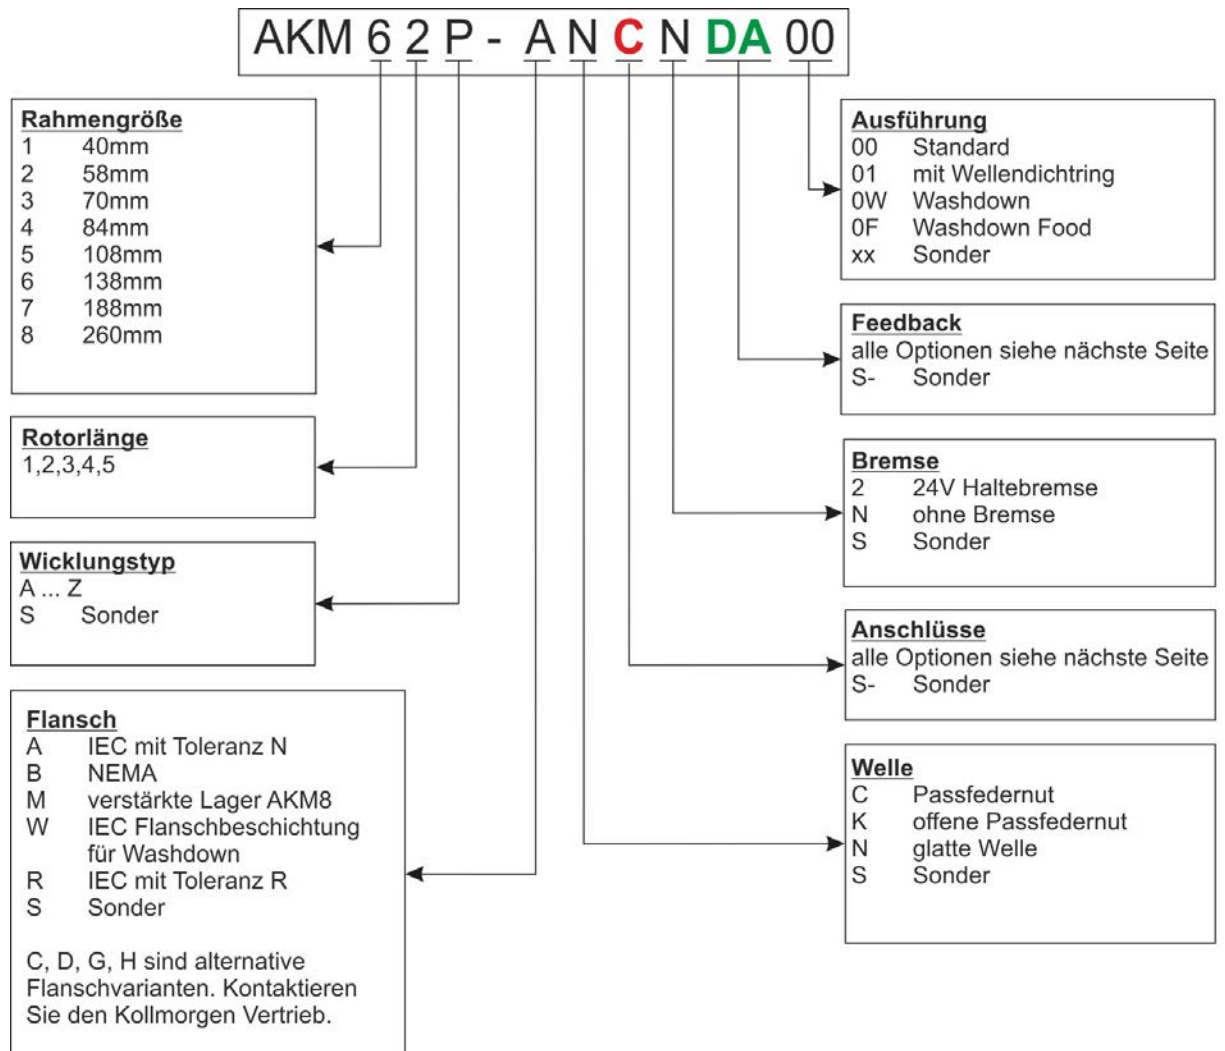 AKM 6 2 P - A N C N DA 00
Rahmengröße
1 40mm
2 58mm
3 70mm
4 84mm
5 108mm
6 138mm
7 188mm
8 260mm
Rotorlänge
1,2,3,4,5
Wicklungstyp
A ... Z
S Sonder
Flansch
A IEC mit Toleranz N
B NEMA
M verstärkte Lager AKM8
W IEC Flanschbeschichtung
für Washdown
R IEC mit Toleranz R
S Sonder
C, D, G, H sind alternative
Flanschvarianten. Kontaktieren
Sie den Kollmorgen Vertrieb.
Ausführung
00 Standard
01 mit Wellendichtring
0W Washdown
0F Washdown Food
xx Sonder
Feedback
alle Optionen siehe nächste Seite
S- Sonder
Bremse
2 24V Haltebremse
N ohne Bremse
S Sonder
Anschlüsse
alle Optionen siehe nächste Seite
S- Sonder
Welle
C Passfedernut
K offene Passfedernut
N glatte Welle
S Sonder